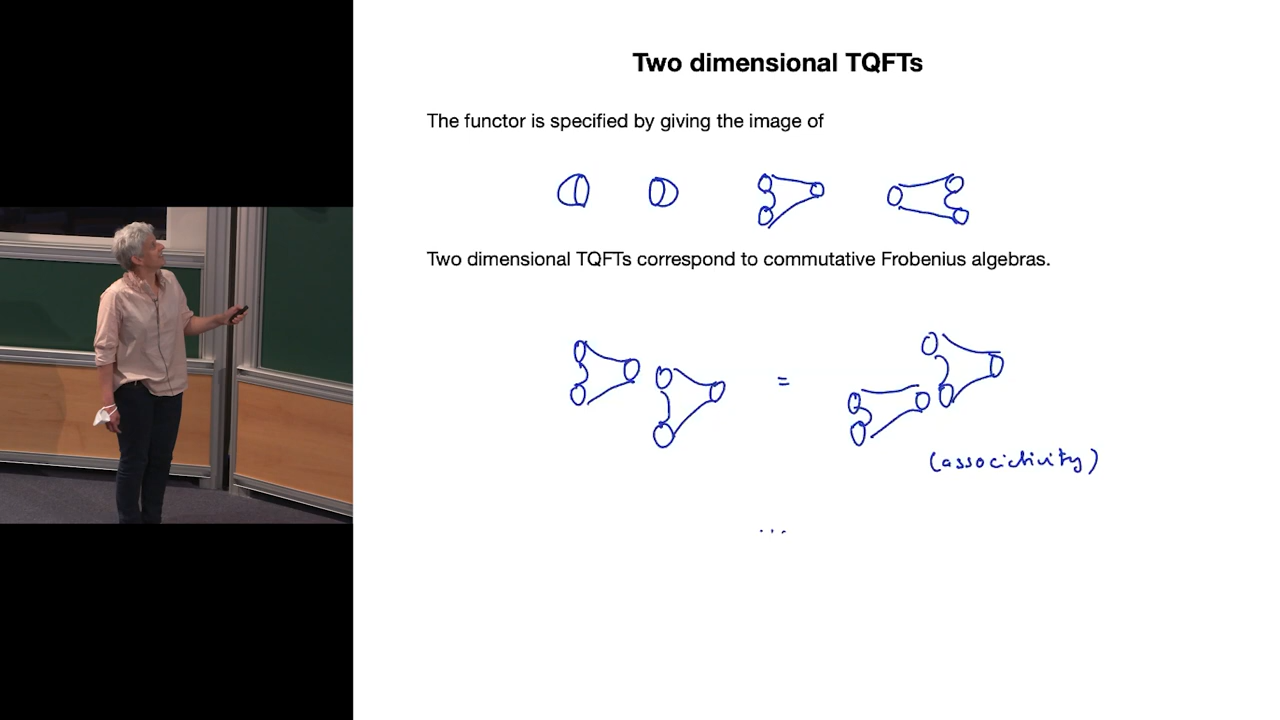 Two dimensional TQFTs
The functor is specified by giving the image of
Two dimensional TQFTs correspond to commutative Frobenius algebras.
=
(associctivity)
...